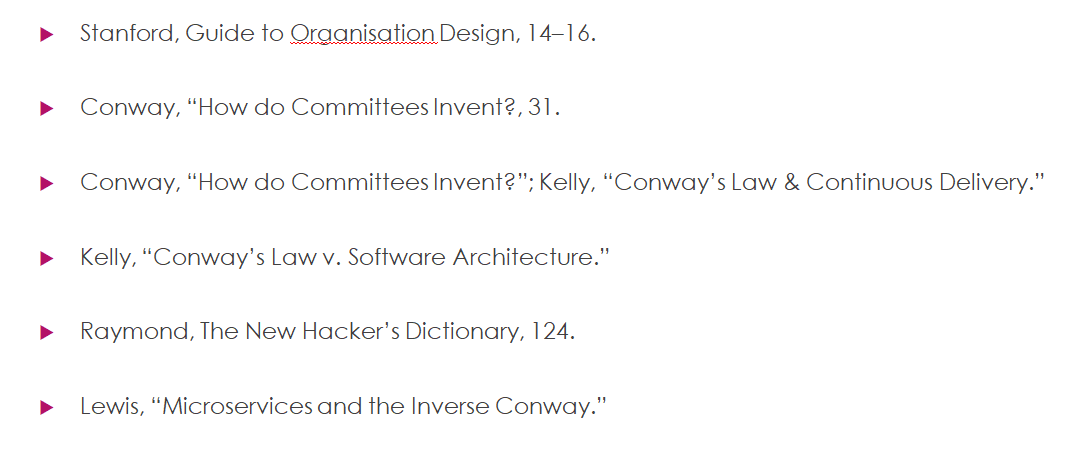 Stanford, Guide to Organisation Design, 14–16.
Conway, “How do Committees Invent?, 31.
Conway, “How do Committees Invent?”; Kelly, “Conway’s Law & Continuous Delivery.”
Kelly, “Conway’s Law v. Software Architecture.”
Raymond, The New Hacker’s Dictionary, 124.
Lewis, “Microservices and the Inverse Conway.”